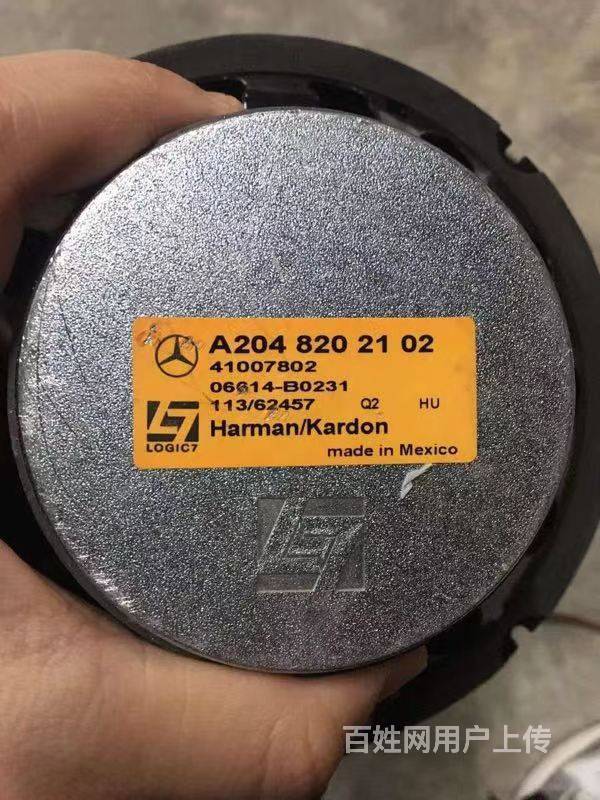 A204 820 21 02
41007802
06614-B0231
113/62457 Q2 HU
LOGIC7 Harman/Kardon
made in Mexico
L7
百姓网用户上传